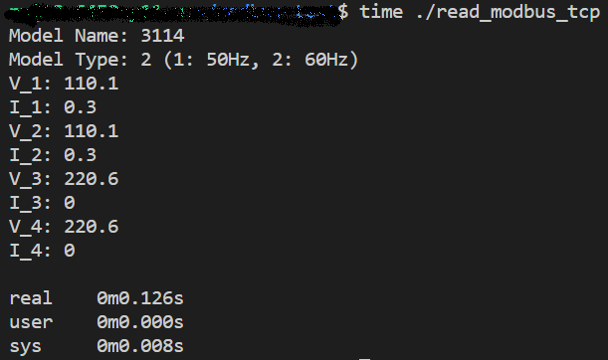 $ time ./read_modbus_tcp
Model Name: 3114
Model Type: 2 (1: 50Hz, 2: 60Hz)
V_1: 110.1
I_1: 0.3
V_2: 110.1
I_2: 0.3
V_3: 220.6
I_3: 0
V_4: 220.6
I_4: 0
real 0m0.126s
user 0m0.000s
sys 0m0.008s